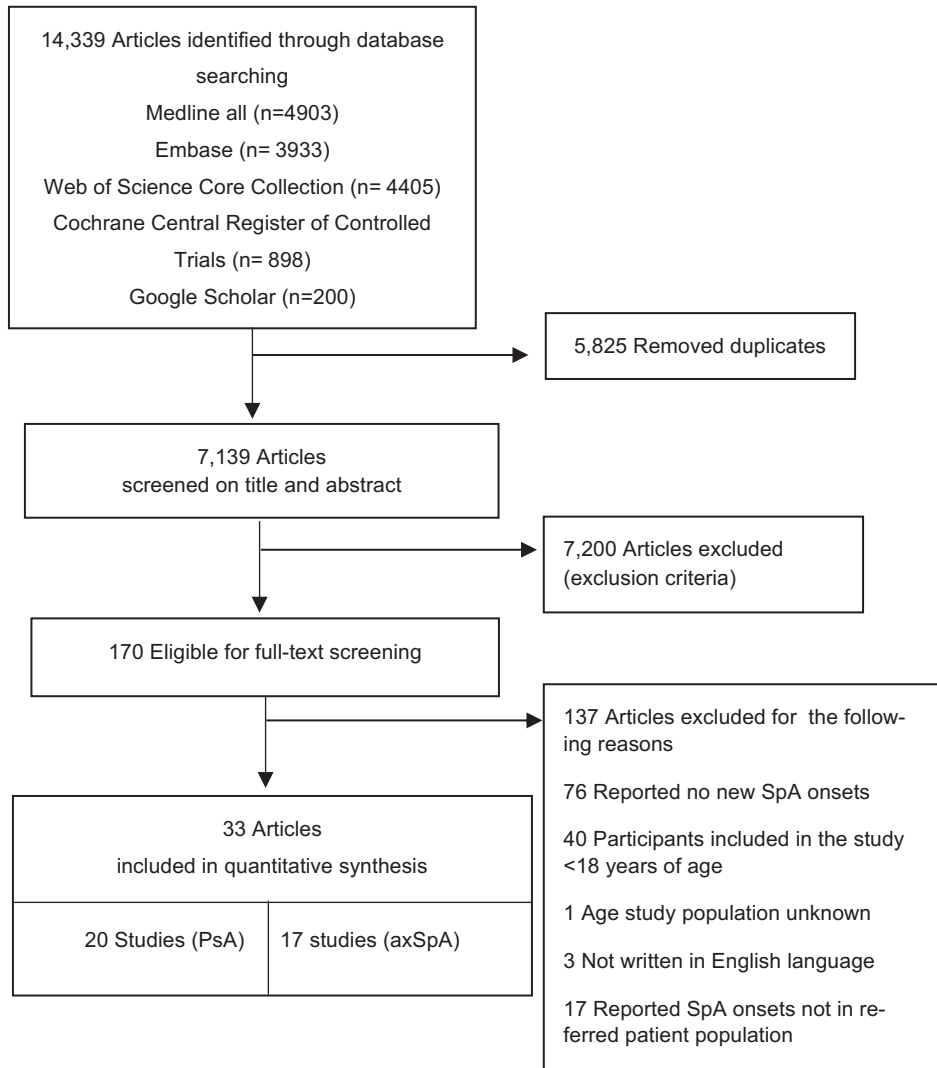 14,339 Articles identified through database
searching
Medline all (n=4903)
Embase (n= 3933)
Web of Science Core Collection (n= 4405)
Cochrane Central Register of Controlled
Trials (n= 898)
Google Scholar (n=200)
5,825 Removed duplicates
7,139 Articles
screened on title and abstract
7,200 Articles excluded
(exclusion criteria)
170 Eligible for full-text screening
137 Articles excluded for  the follow-
ing reasons
76 Reported no new SpA onsets
40 Participants included in the study
<18 years of age
1 Age study population unknown
3 Not written in English language
17 Reported SpA onsets not in re-
ferred patient population
33 Articles
included in quantitative synthesis
20 Studies (PsA)
17 studies (axSpA)